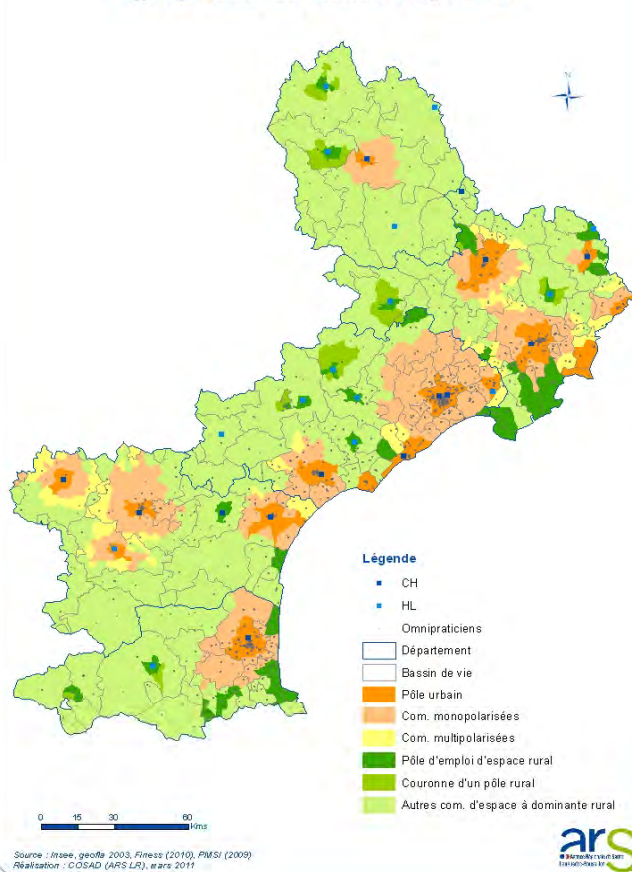 N
Légende
CH
HL
Omnipraticiens
Département
Bassin de vie
Pôle urbain
Com. monopolarisées
Com. multipolarisées
Pôle d'emploi d'espace rural
Couronne d'un pôle rural
Autres com. d'espace à dominante rural
0 15 30 60
Kms
Source : Insee, geofla 2003, Finess (2010), PMSI (2009)
Réalisation : COSAD (ARS LR), mars 2011
ars